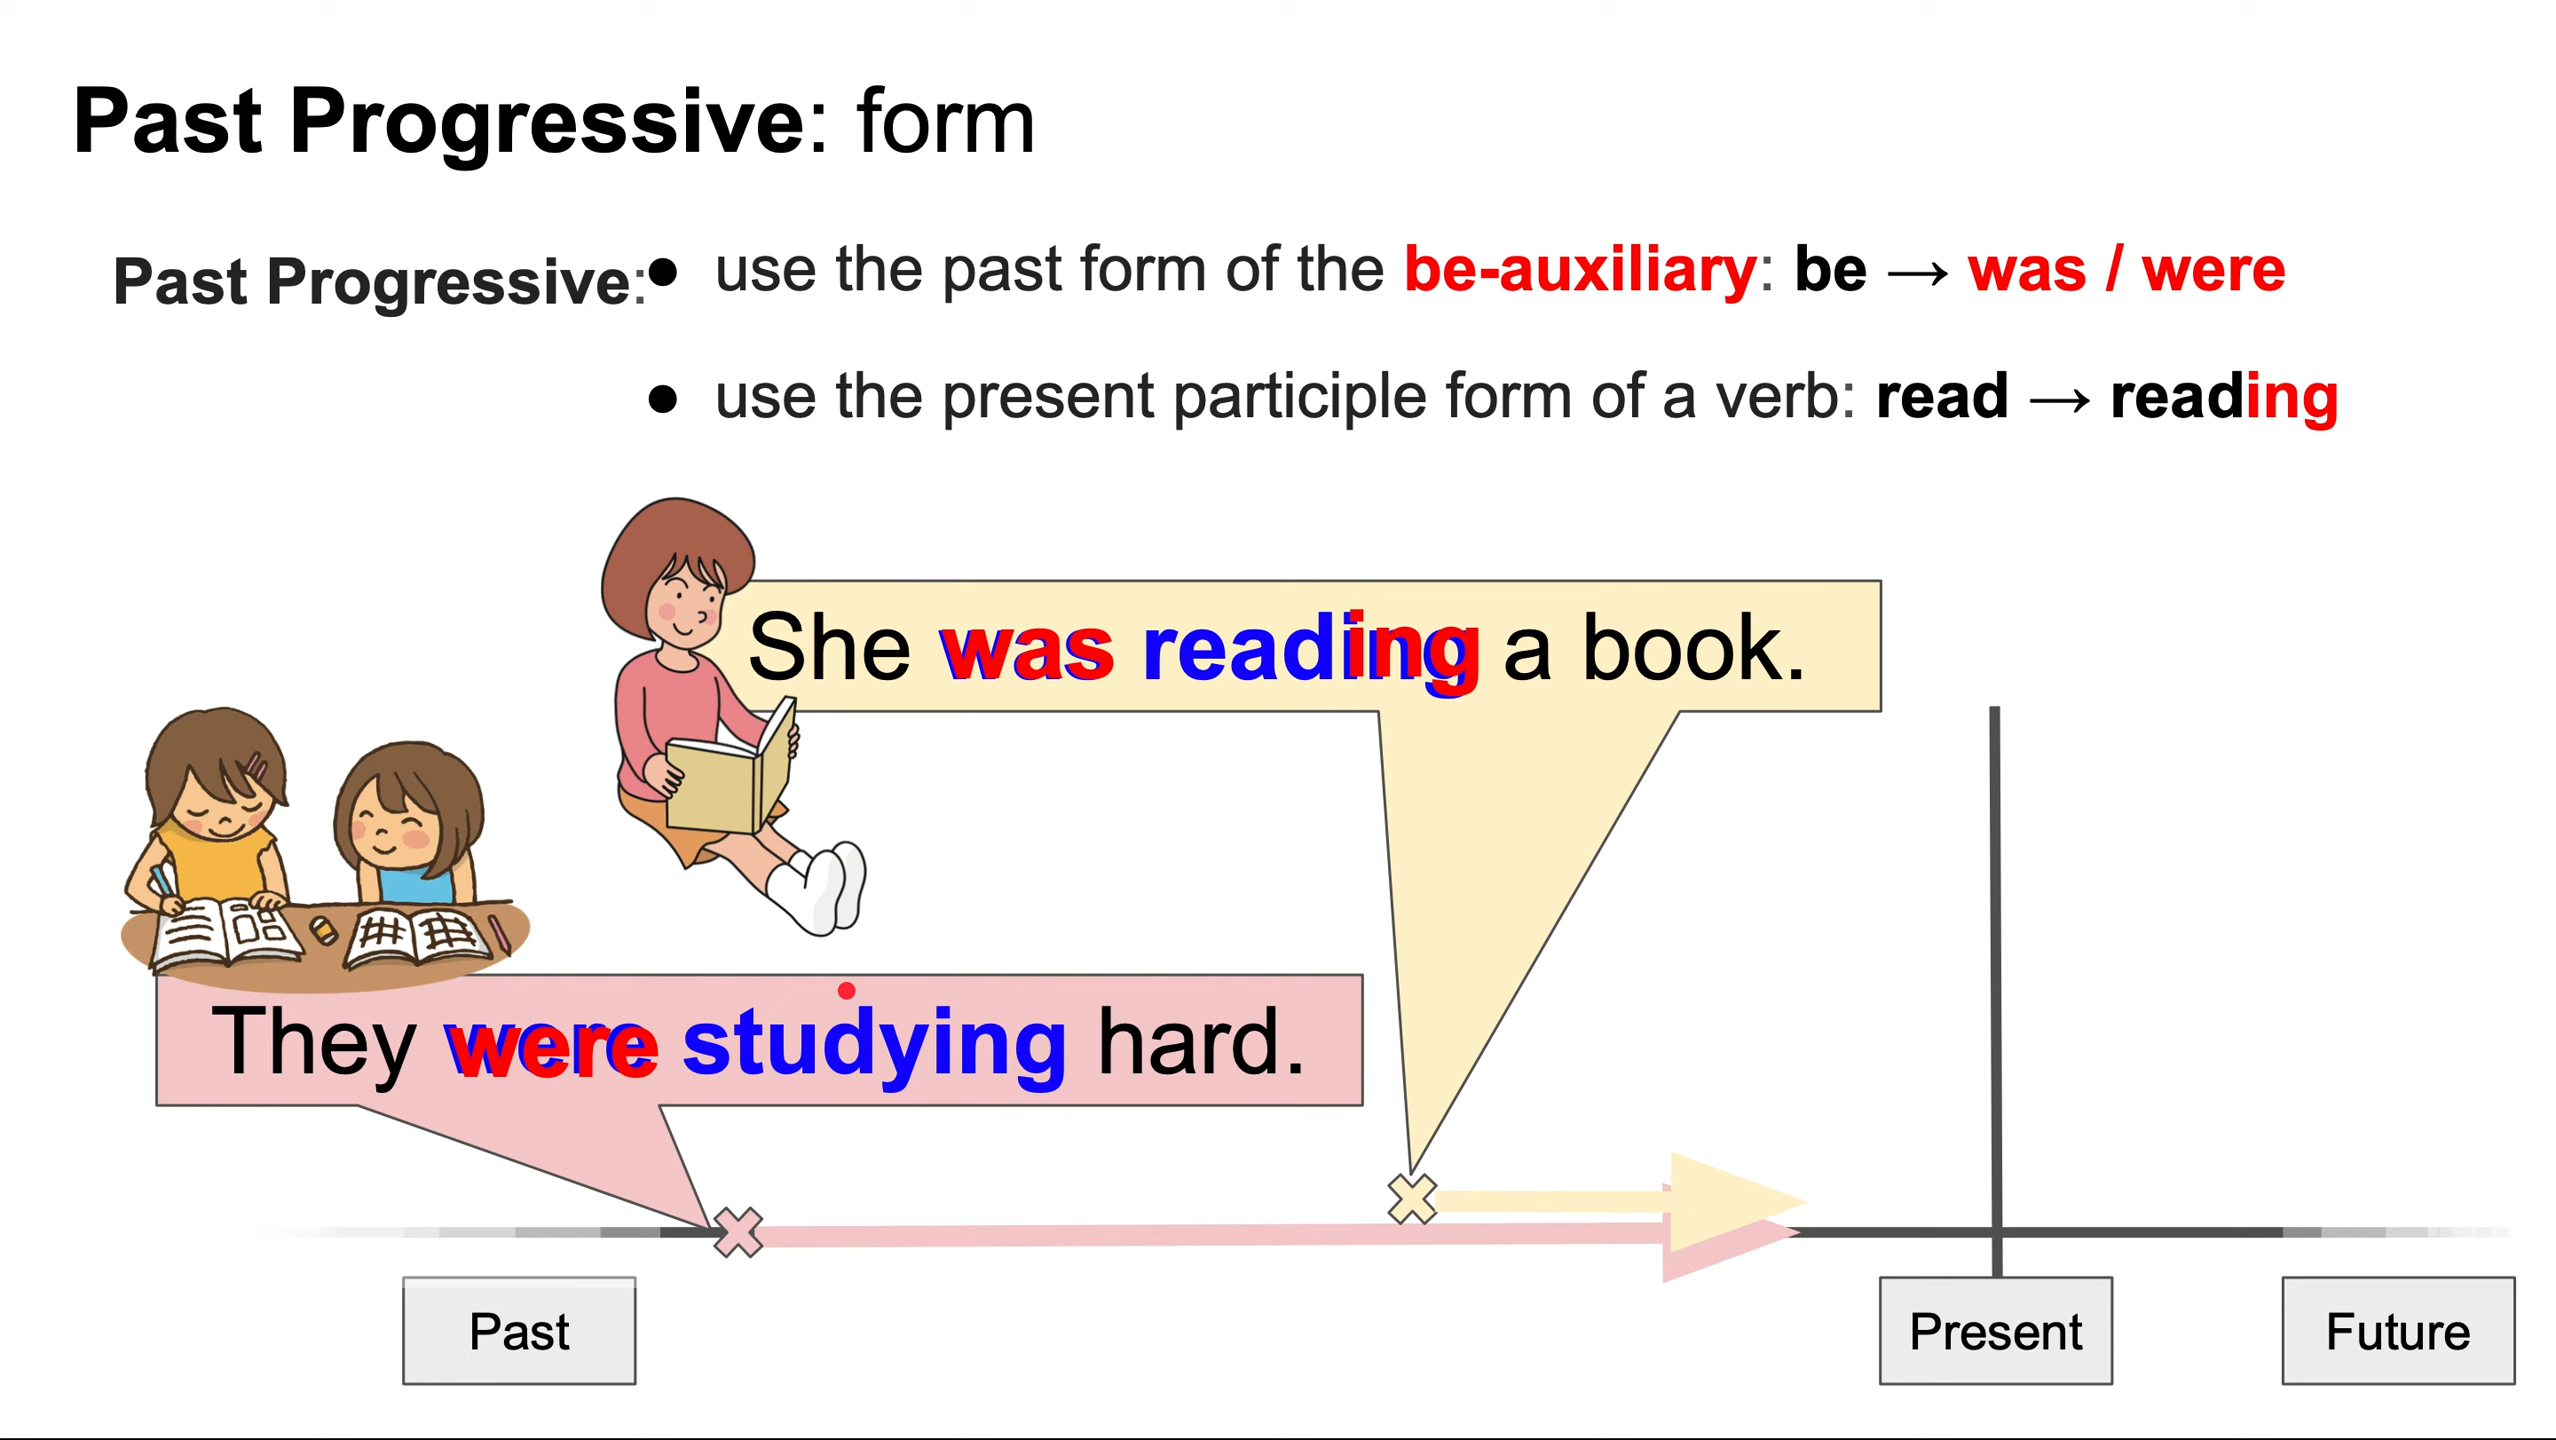 Past Progressive: form
Past Progressive:
● use the past form of the be-auxiliary: be → was / were
● use the present participle form of a verb: read → reading
She was reading a book.
They were studying hard.
Past
Present
Future